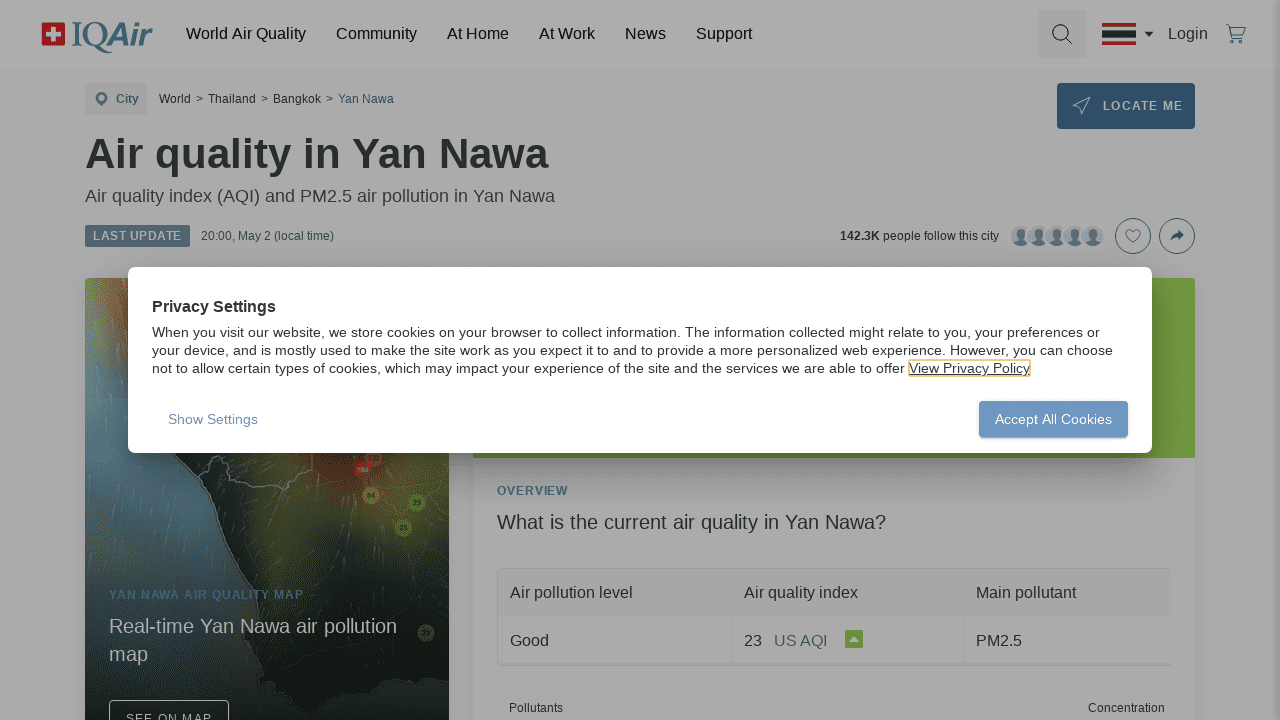 IQAir World Air Quality Community At Home At Work News Support Login
City World > Thailand > Bangkok > Yan Nawa
LOCATE ME
Air quality in Yan Nawa
Air quality index (AQI) and PM2.5 air pollution in Yan Nawa
LAST UPDATE 20:00, May 2 (local time)
142.3K people follow this city
Privacy Settings
When you visit our website, we store cookies on your browser to collect information. The information collected might relate to you, your preferences or
your device, and is mostly used to make the site work as you expect it to and to provide a more personalized web experience. However, you can choose
not to allow certain types of cookies, which may impact your experience of the site and the services we are able to offer View Privacy Policy
Show Settings
Accept All Cookies
YAN NAWA AIR QUALITY MAP
Real-time Yan Nawa air pollution
map
SEE ON MAP
OVERVIEW
What is the current air quality in Yan Nawa?
Air pollution level Air quality index Main pollutant
Good 23 US AQI PM2.5
Pollutants Concentration